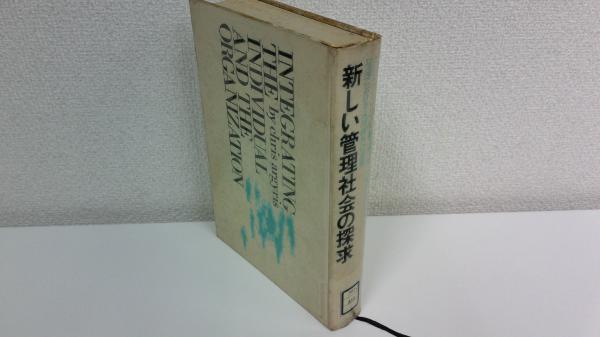 INTEGRATING
THE
INDIVIDUAL
AND THE
ORGANIZATION
by chris argyris
新しい管理社会の探求